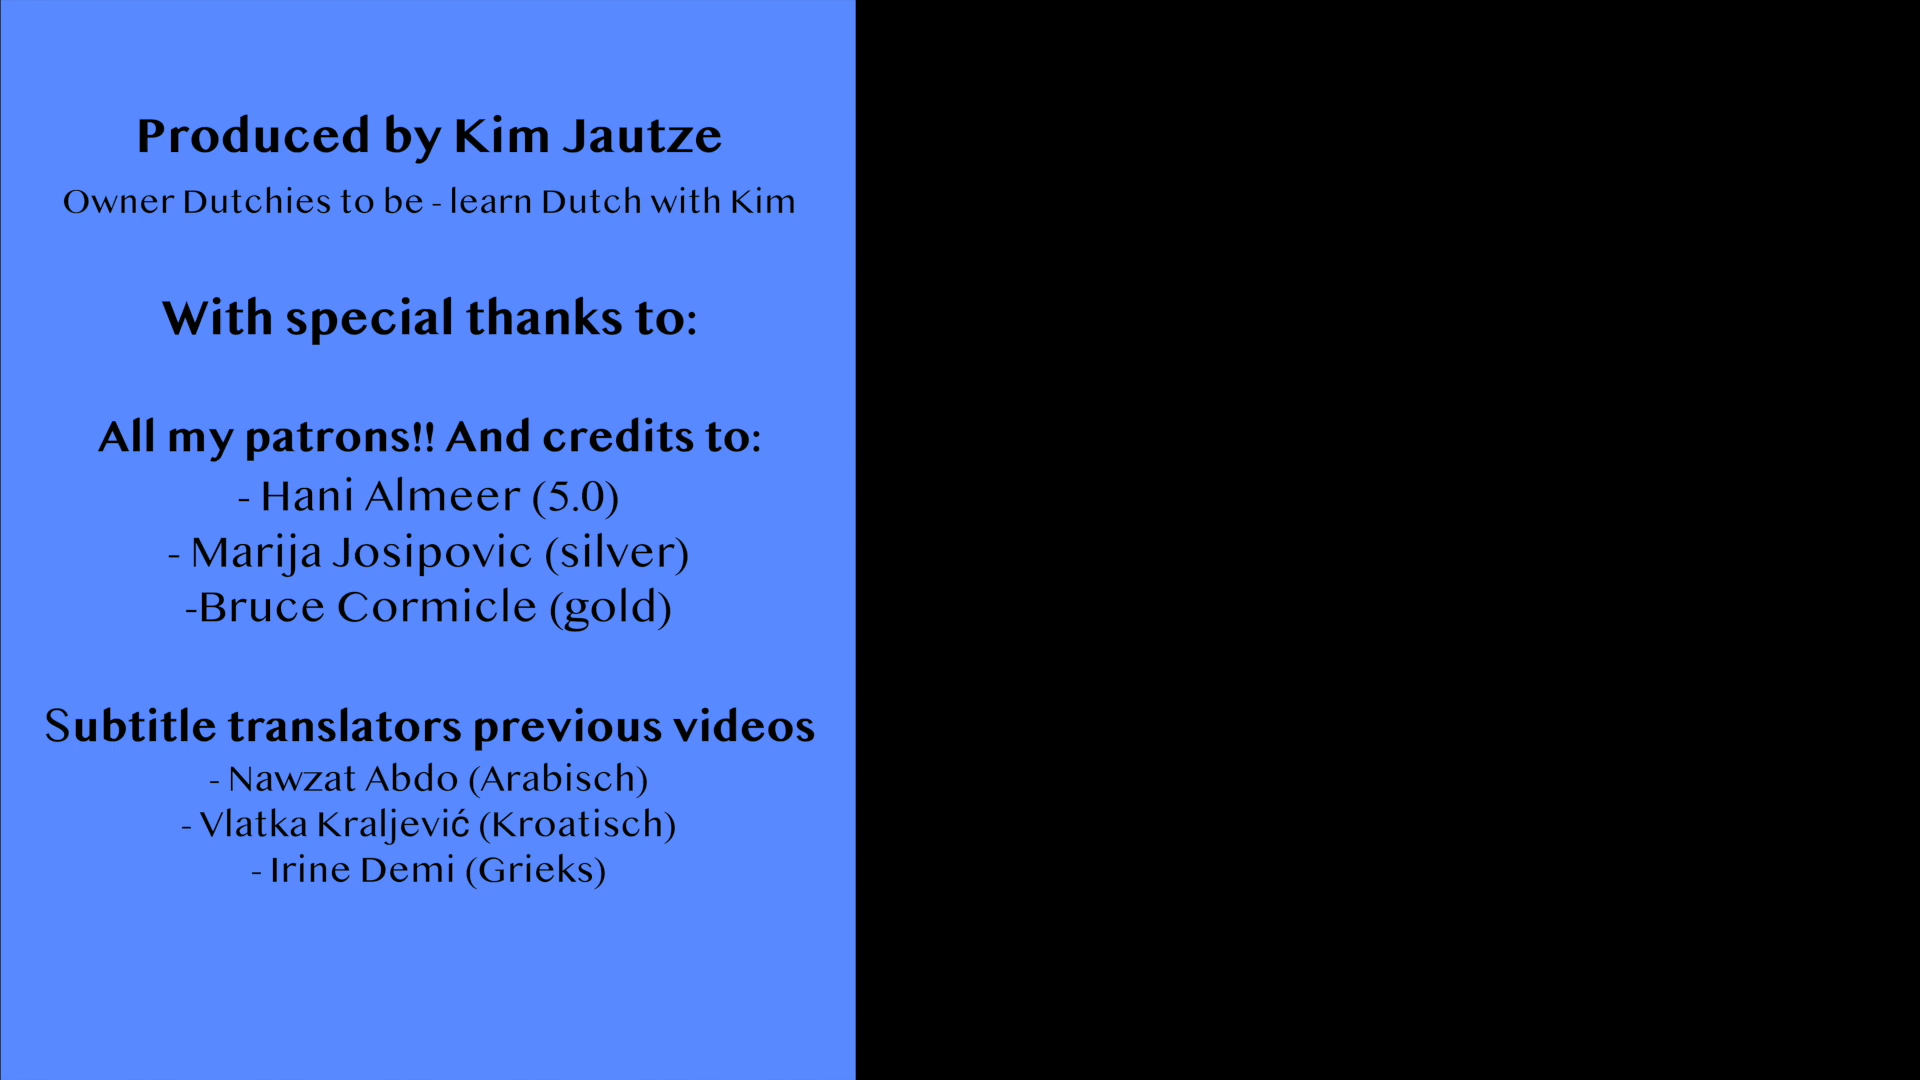 Produced by Kim Jautze
Owner Dutchies to be - learn Dutch with Kim
With special thanks to:
All my patrons!! And credits to:
- Hani Almeer (5.0)
- Marija Josipovic (silver)
-Bruce Cormicle (gold)
Subtitle translators previous videos
- Nawzat Abdo (Arabisch)
- Vlatka Kraljević (Kroatisch)
- Irine Demi (Grieks)